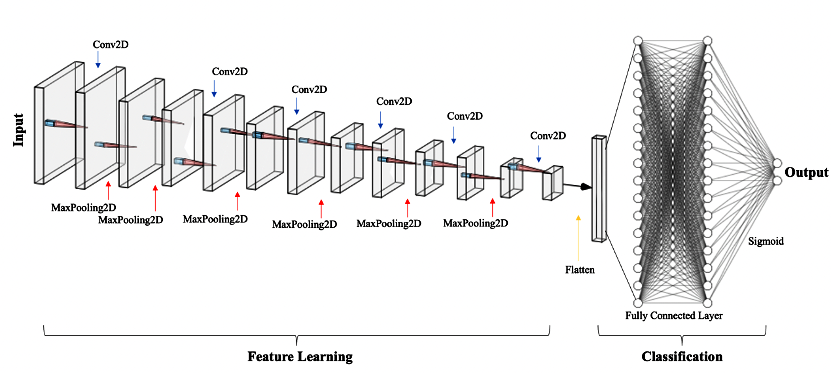 Conv2D
Conv2D
Conv2D
Conv2D
Conv2D
Conv2D
Input
Output
MaxPooling2D
MaxPooling2D
MaxPooling2D
MaxPooling2D
MaxPooling2D
MaxPooling2D
Sigmoid
Flatten
Fully Connected Layer
Feature Learning
Classification